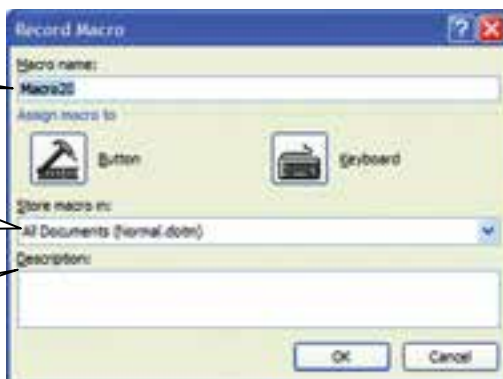 Record Macro
Macro name:
Macro20
Assign macro to
Button Keyboard
Store macro in:
All Documents (Normal.dotm)
Description:
OK Cancel